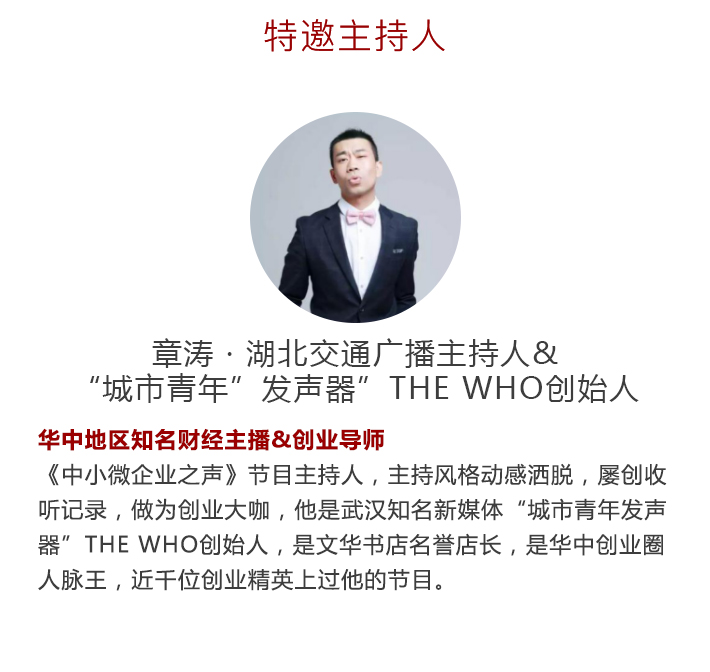 特邀主持人
章涛·湖北交通广播主持人&
“城市青年”发声器”THE WHO创始人
华中地区知名财经主播&创业导师
《中小微企业之声》节目主持人，主持风格动感洒脱，屡创收
听记录，做为创业大咖，他是武汉知名新媒体“城市青年发声
器”THE WHO创始人，是文华书店名誉店长，是华中创业圈
人脉王，近千位创业精英上过他的节目。